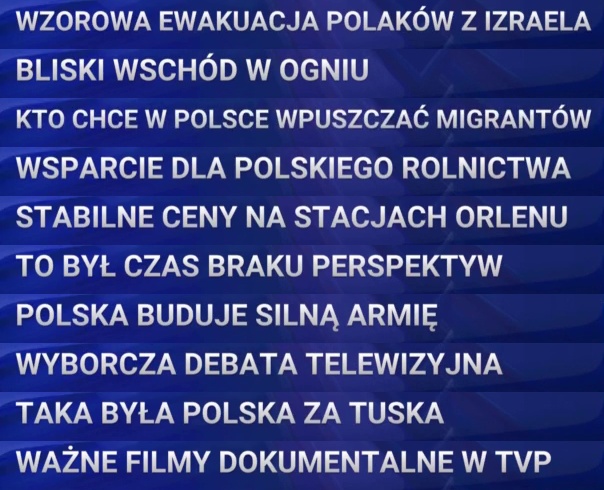 WZOROWA EWAKUACJA POLAKÓW Z IZRAELA
BLISKI WSCHÓD W OGNIU
KTO CHCE W POLSCE WPUSZCZAĆ MIGRANTÓW
WSPARCIE DLA POLSKIEGO ROLNICTWA
STABILNE CENY NA STACJACH ORLENU
TO BYŁ CZAS BRAKU PERSPEKTYW
POLSKA BUDUJE SILNĄ ARMIĘ
WYBORCZA DEBATA TELEWIZYJNA
TAKA BYŁA POLSKA ZA TUSKA
WAŻNE FILMY DOKUMENTALNE W TVP